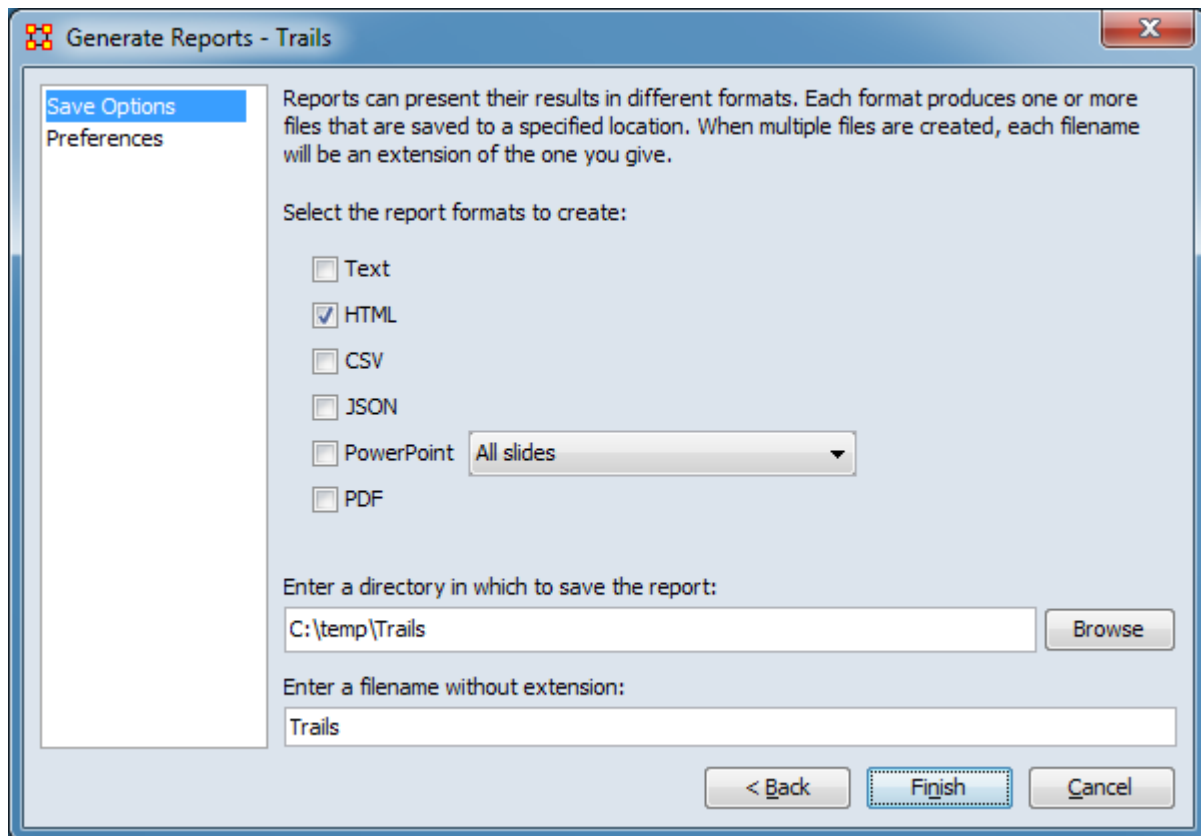 Generate Reports - Trails
Save Options
Preferences
Reports can present their results in different formats. Each format produces one or more
files that are saved to a specified location. When multiple files are created, each filename
will be an extension of the one you give.
Select the report formats to create:
Text
HTML
CSV
JSON
PowerPoint All slides
PDF
Enter a directory in which to save the report:
C:\temp\Trails Browse
Enter a filename without extension:
Trails
< Back Finish Cancel